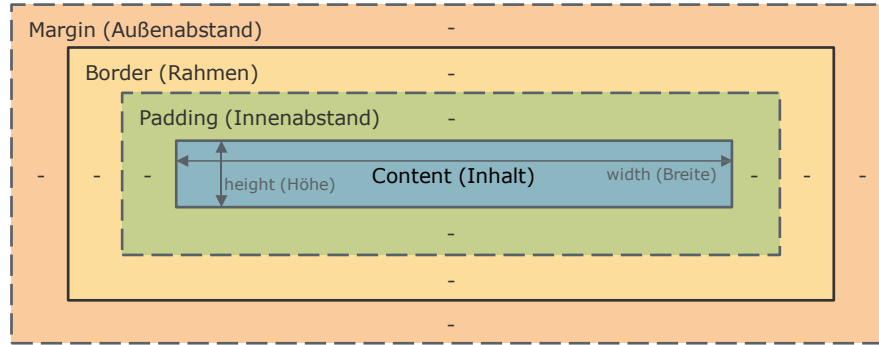 Margin (Außenabstand)
-
Border (Rahmen)
-
Padding (Innenabstand)
-
- - - height (Höhe) Content (Inhalt) width (Breite) - - -
-
-
-